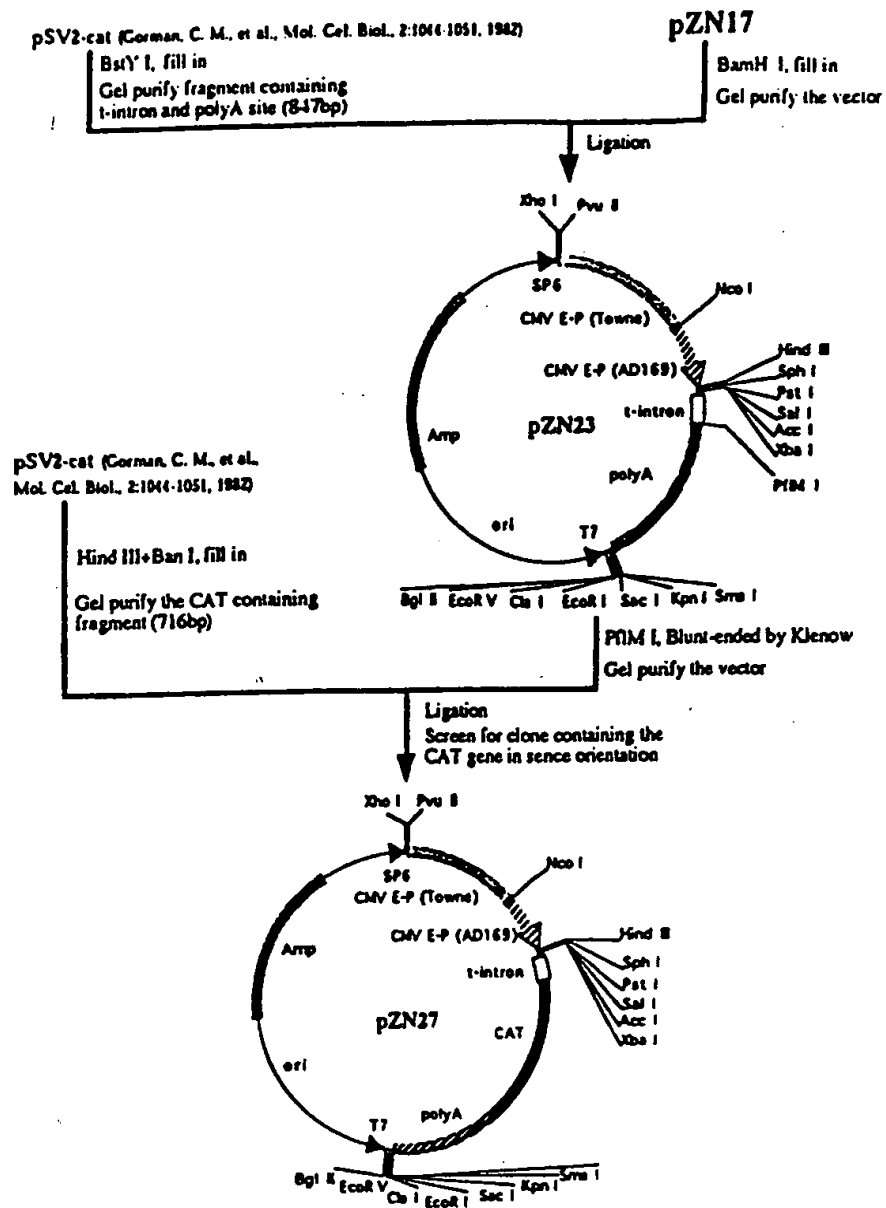 pSV2-cat (Gorman, C. M., et al., Mol. Cel. Biol., 2:1044-1051, 1982)
pZN17
BstY I, fill in
Gel purify fragment containing
t-intron and polyA site (847bp)
BamH I, fill in
Gel purify the vector
Ligation
Xho I
Pvu II
SP6
Nco I
CMV E-P (Towne)
CMV E-P (AD169)
Hind III
Sph I
Pst I
Sal I
Acc I
Xba I
PflM I
t-intron
pZN23
Amp
polyA
ori
T7
Bgl II
EcoR V
Cla I
EcoR I
Sac I
Kpn I
Sma I
pSV2-cat (Gorman, C. M., et al.,
Mol. Cel. Biol., 2:1044-1051, 1982)
Hind III+Ban I, fill in
Gel purify the CAT containing
fragment (716bp)
PflM I, Blunt-ended by Klenow
Gel purify the vector
Ligation
Screen for clone containing the
CAT gene in sence orientation
Xho I
Pvu II
SP6
Nco I
CMV E-P (Towne)
CMV E-P (AD169)
Hind III
Sph I
Pst I
Sal I
Acc I
Xba I
t-intron
Amp
pZN27
CAT
ori
polyA
T7
Bgl II
EcoR V
Cla I
EcoR I
Sac I
Kpn I
Sma I